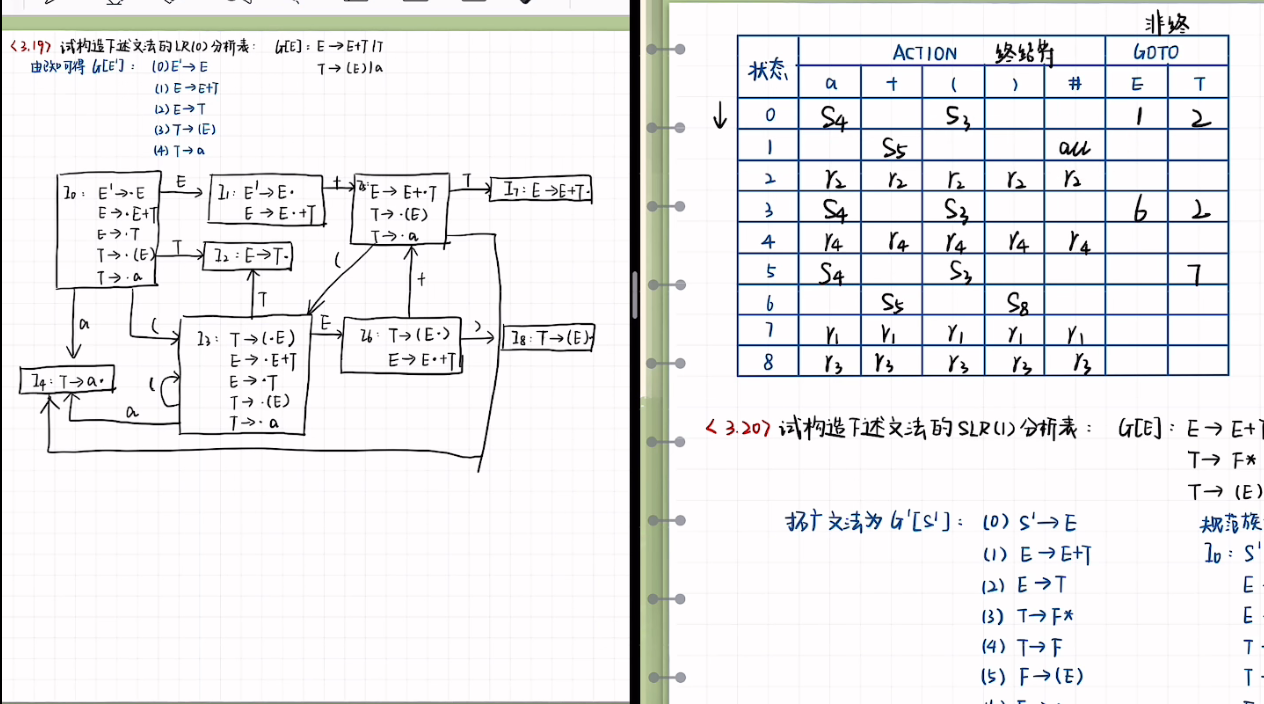 <3.19> 试构造下述文法的LR(0)分析表: G[E]: E→E+T|T
T→(E)|a
由题可得 G[E']: (0) E'→E
(1) E→E+T
(2) E→T
(3) T→(E)
(4) T→a
I0: E'→·E
E→·E+T
E→·T
T→·(E)
T→·a
E
I1: E'→E·
E→E·+T
+
I5: E→E+·T
T→·(E)
T→·a
T
I7: E→E+T·
T
I2: E→T·
(
+
T
a
(
I3: T→(·E)
E→·E+T
E→·T
T→·(E)
T→·a
E
I6: T→(E·)
E→E·+T
)
I8: T→(E)·
I4: T→a·
(
a
非终
状态 ACTION 终结符 GOTO
a + ( ) # E T
0 S4 S3 1 2
1 S5 acc
2 r2 r2 r2 r2 r2
3 S4 S3 6 2
4 r4 r4 r4 r4 r4
5 S4 S3 7
6 S5 S8
7 r1 r1 r1 r1 r1
8 r3 r3 r3 r3 r3
<3.20> 试构造下述文法的SLR(1)分析表: G[E]: E→E+T
T→F*
T→(E)
拓广文法为G'[S']: (0) S'→E
(1) E→E+T
(2) E→T
(3) T→F*
(4) T→F
(5) F→(E)
规范族
I0: S'
E
E
T
T